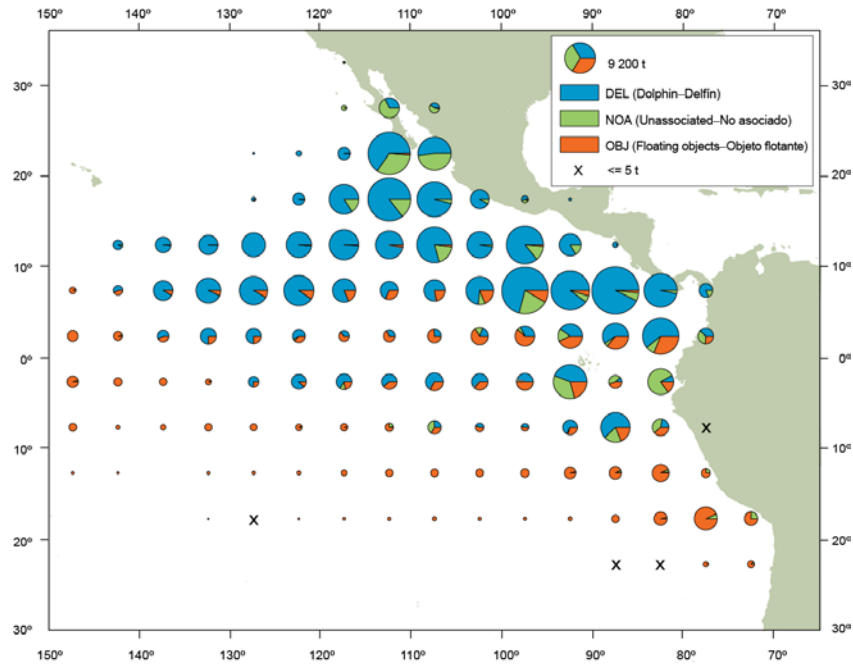 150º 140º 130º 120º 110º 100º 90º 80º 70º
9 200 t
DEL (Dolphin–Delfín)
NOA (Unassociated–No asociado)
OBJ (Floating objects–Objeto flotante)
X <= 5 t
30º 30º
20º 20º
10º 10º
0º 0º
X
10º 10º
X
20º 20º
X X
30º 30º
150º 140º 130º 120º 110º 100º 90º 80º 70º